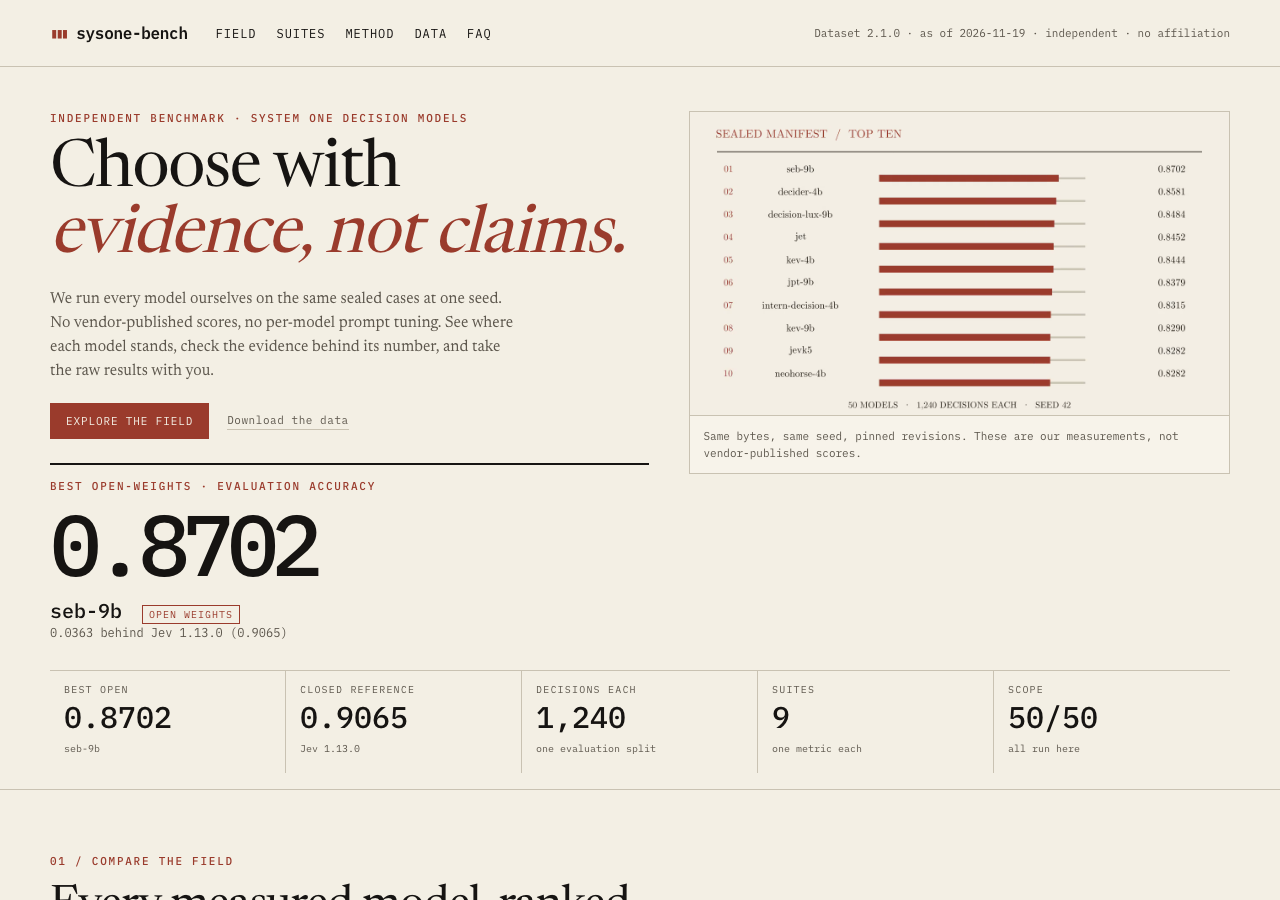 sysone-bench FIELD SUITES METHOD DATA FAQ
Dataset 2.1.0 · as of 2026-11-19 · independent · no affiliation
INDEPENDENT BENCHMARK · SYSTEM ONE DECISION MODELS
Choose with
evidence, not claims.
We run every model ourselves on the same sealed cases at one seed.
No vendor-published scores, no per-model prompt tuning. See where
each model stands, check the evidence behind its number, and take
the raw results with you.
EXPLORE THE FIELD Download the data
SEALED MANIFEST / TOP TEN
01 seb-9b 0.8702
02 decider-4b 0.8581
03 decision-lux-9b 0.8484
04 jet 0.8452
05 kev-4b 0.8444
06 jpt-9b 0.8379
07 intern-decision-4b 0.8315
08 kev-9b 0.8290
09 jevk5 0.8282
10 neohorse-4b 0.8282
50 MODELS · 1,240 DECISIONS EACH · SEED 42
Same bytes, same seed, pinned revisions. These are our measurements, not
vendor-published scores.
BEST OPEN-WEIGHTS · EVALUATION ACCURACY
0.8702
seb-9b OPEN WEIGHTS
0.0363 behind Jev 1.13.0 (0.9065)
BEST OPEN
0.8702
seb-9b
CLOSED REFERENCE
0.9065
Jev 1.13.0
DECISIONS EACH
1,240
one evaluation split
SUITES
9
one metric each
SCOPE
50/50
all run here
01 / COMPARE THE FIELD
Every measured model, ranked